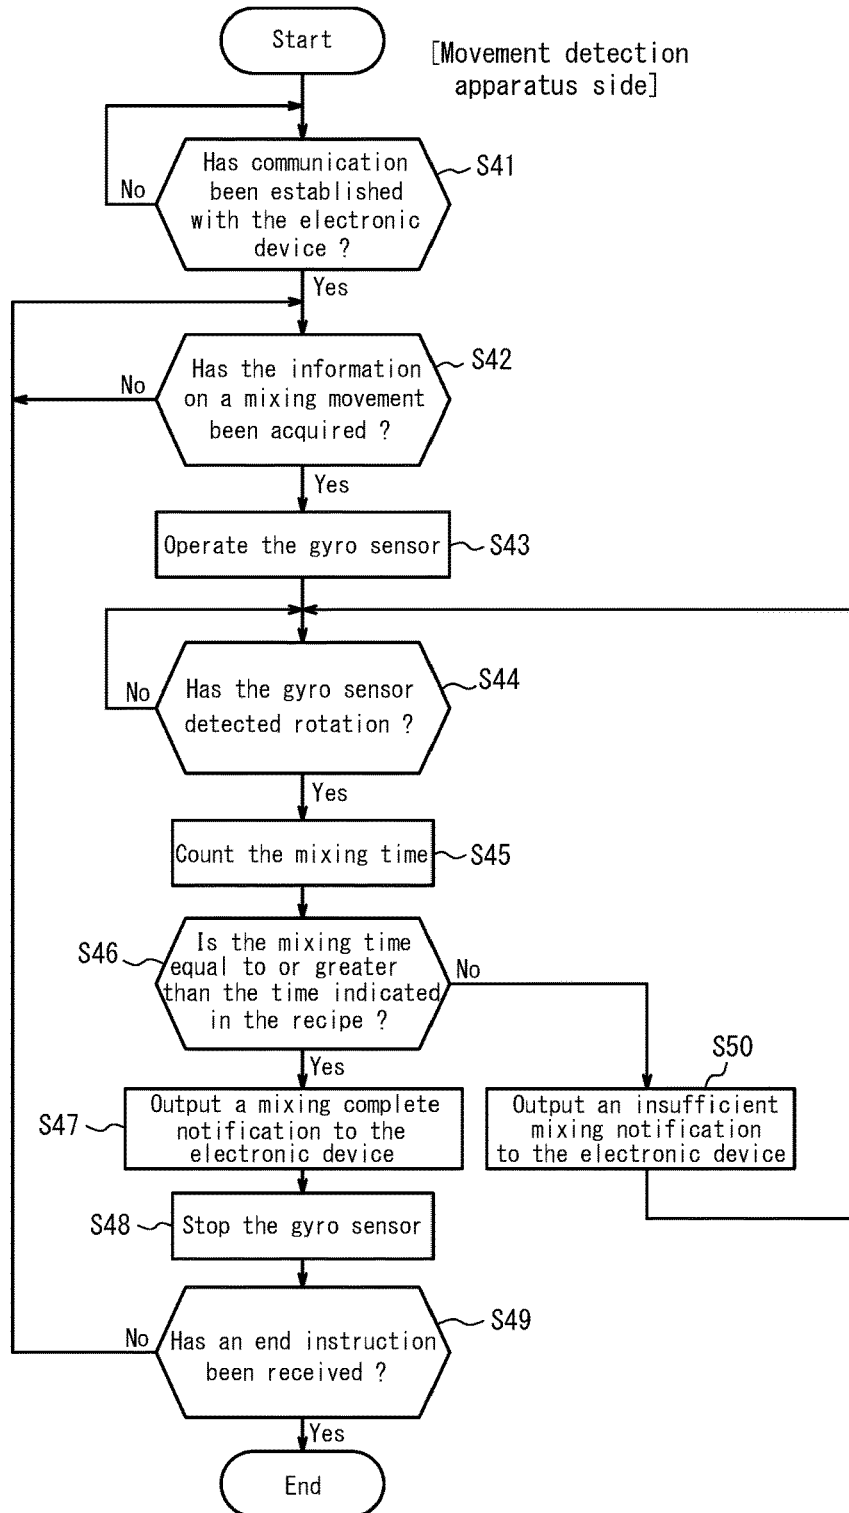 Start
[Movement detection
apparatus side]
Has communication
been established
with the electronic
device ?
S41
No
Yes
Has the information
on a mixing movement
been acquired ?
S42
No
Yes
Operate the gyro sensor
S43
Has the gyro sensor
detected rotation ?
S44
No
Yes
Count the mixing time
S45
Is the mixing time
equal to or greater
than the time indicated
in the recipe ?
S46
No
Yes
S50
Output a mixing complete
notification to the
electronic device
S47
Output an insufficient
mixing notification
to the electronic device
S48
Stop the gyro sensor
Has an end instruction
been received ?
S49
No
Yes
End